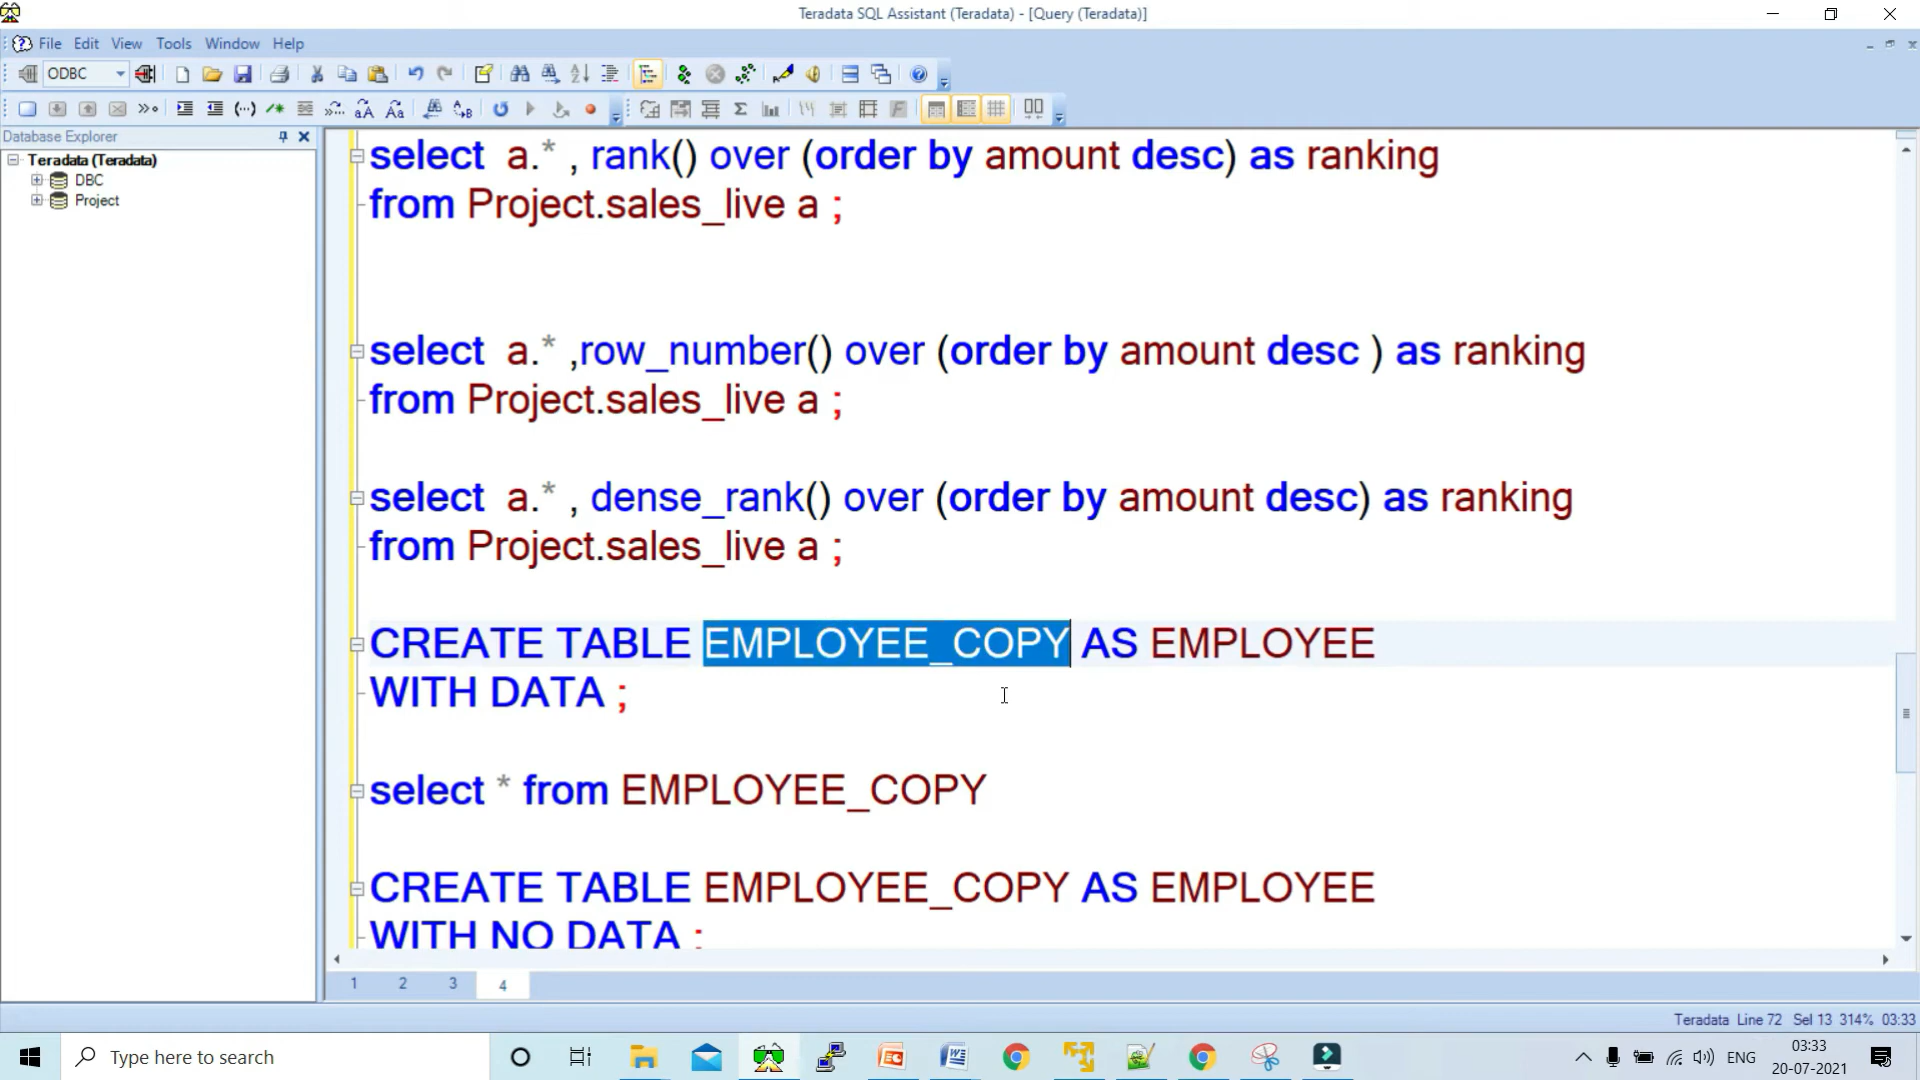 Teradata SQL Assistant (Teradata) - [Query (Teradata)]
File Edit View Tools Window Help
ODBC
Database Explorer
Teradata (Teradata)
DBC
Project
select a.* , rank() over (order by amount desc) as ranking
from Project.sales_live a ;
select a.* ,row_number() over (order by amount desc ) as ranking
from Project.sales_live a ;
select a.* , dense_rank() over (order by amount desc) as ranking
from Project.sales_live a ;
CREATE TABLE EMPLOYEE_COPY AS EMPLOYEE
WITH DATA ;
select * from EMPLOYEE_COPY
CREATE TABLE EMPLOYEE_COPY AS EMPLOYEE
WITH NO DATA ;
1 2 3 4
Teradata Line 72 Sel 13 314% 03:33
Type here to search
ENG
03:33
20-07-2021